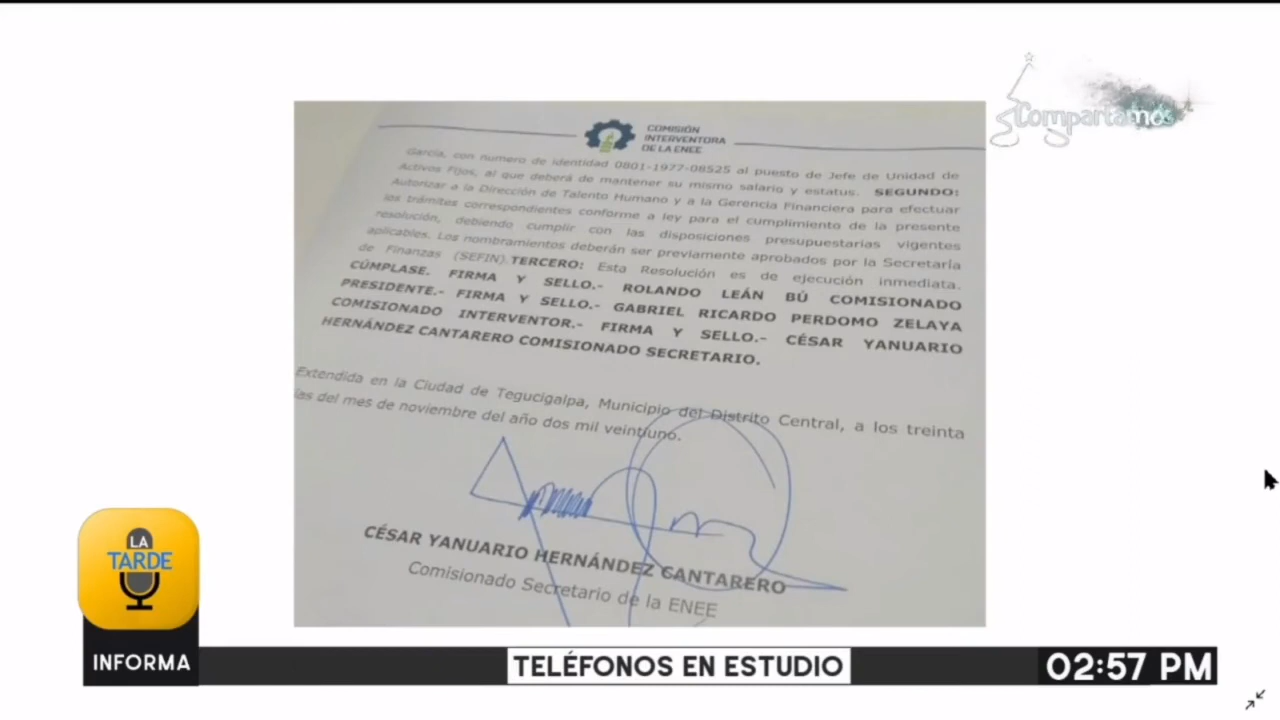 Compartamos
COMISIÓN
INTERVENTORA
DE LA ENEE
García, con numero de identidad 0801-1977-08525 al puesto de Jefe de Unidad de
Activos Fijos, al que deberá de mantener su mismo salario y estatus. SEGUNDO:
Autorizar a la Dirección de Talento Humano y a la Gerencia Financiera para efectuar
los trámites correspondientes conforme a ley para el cumplimiento de la presente
resolución, debiendo cumplir con las disposiciones presupuestarias vigentes
aplicables. Los nombramientos deberán ser previamente aprobados por la Secretaría
de Finanzas (SEFIN). TERCERO: Esta Resolución es de ejecución inmediata.
CÚMPLASE. FIRMA Y SELLO.- ROLANDO LEÁN BÚ COMISIONADO
PRESIDENTE.- FIRMA Y SELLO.- GABRIEL RICARDO PERDOMO ZELAYA
COMISIONADO INTERVENTOR.- FIRMA Y SELLO.- CÉSAR YANUARIO
HERNÁNDEZ CANTARERO COMISIONADO SECRETARIO.
Extendida en la Ciudad de Tegucigalpa, Municipio del Distrito Central, a los treinta
ías del mes de noviembre del año dos mil veintiuno.
CÉSAR YANUARIO HERNÁNDEZ CANTARERO
Comisionado Secretario de la ENEE
LA
TARDE
INFORMA
TELÉFONOS EN ESTUDIO
02:57 PM